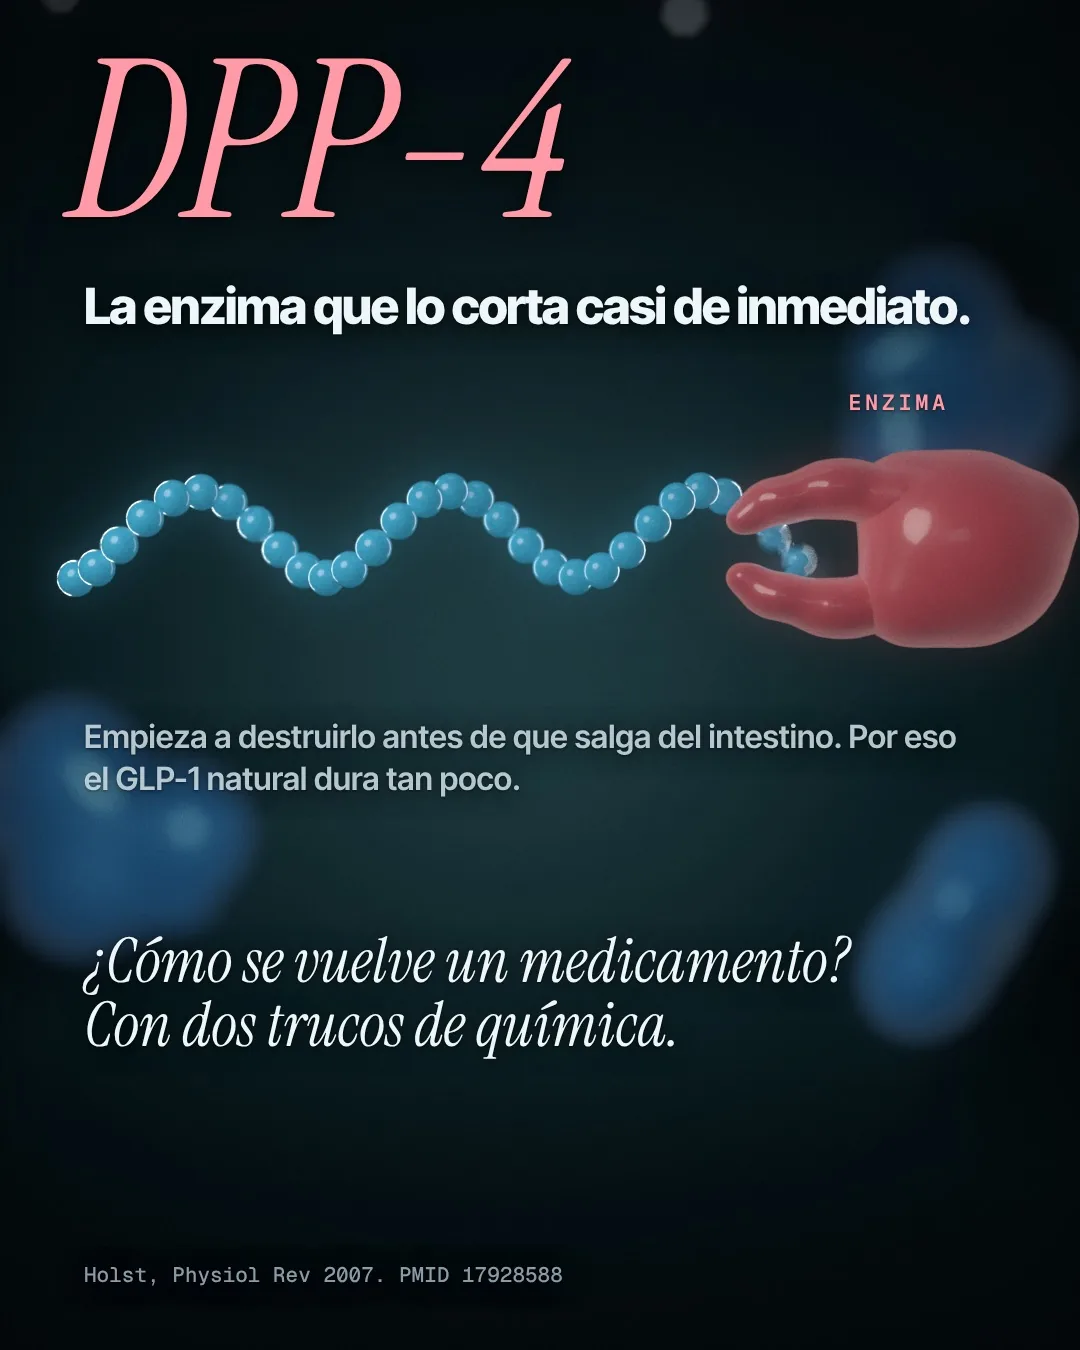 DPP-4
La enzima que lo corta casi de inmediato.
ENZIMA
Empieza a destruirlo antes de que salga del intestino. Por eso
el GLP-1 natural dura tan poco.
¿Cómo se vuelve un medicamento?
Con dos trucos de química.
Holst, Physiol Rev 2007. PMID 17928588